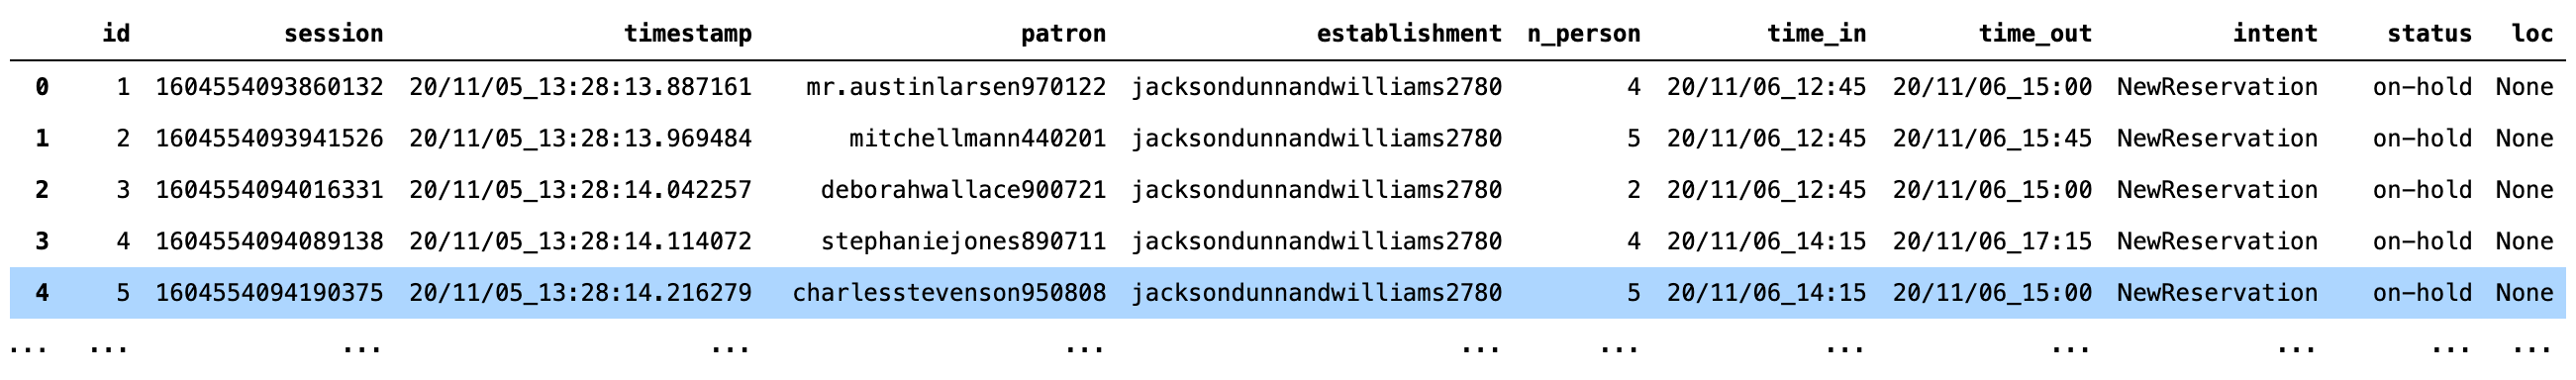 id session timestamp patron establishment n_person time_in time_out intent status loc
0 1 1604554093860132 20/11/05_13:28:13.887161 mr.austinlarsen970122 jacksondunnandwilliams2780 4 20/11/06_12:45 20/11/06_15:00 NewReservation on-hold None
1 2 1604554093941526 20/11/05_13:28:13.969484 mitchellmann440201 jacksondunnandwilliams2780 5 20/11/06_12:45 20/11/06_15:45 NewReservation on-hold None
2 3 1604554094016331 20/11/05_13:28:14.042257 deborahwallace900721 jacksondunnandwilliams2780 2 20/11/06_12:45 20/11/06_15:00 NewReservation on-hold None
3 4 1604554094089138 20/11/05_13:28:14.114072 stephaniejones890711 jacksondunnandwilliams2780 4 20/11/06_14:15 20/11/06_17:15 NewReservation on-hold None
4 5 1604554094190375 20/11/05_13:28:14.216279 charlesstevenson950808 jacksondunnandwilliams2780 5 20/11/06_14:15 20/11/06_15:00 NewReservation on-hold None
... ... ... ... ... ... ... ... ... ... ... ...